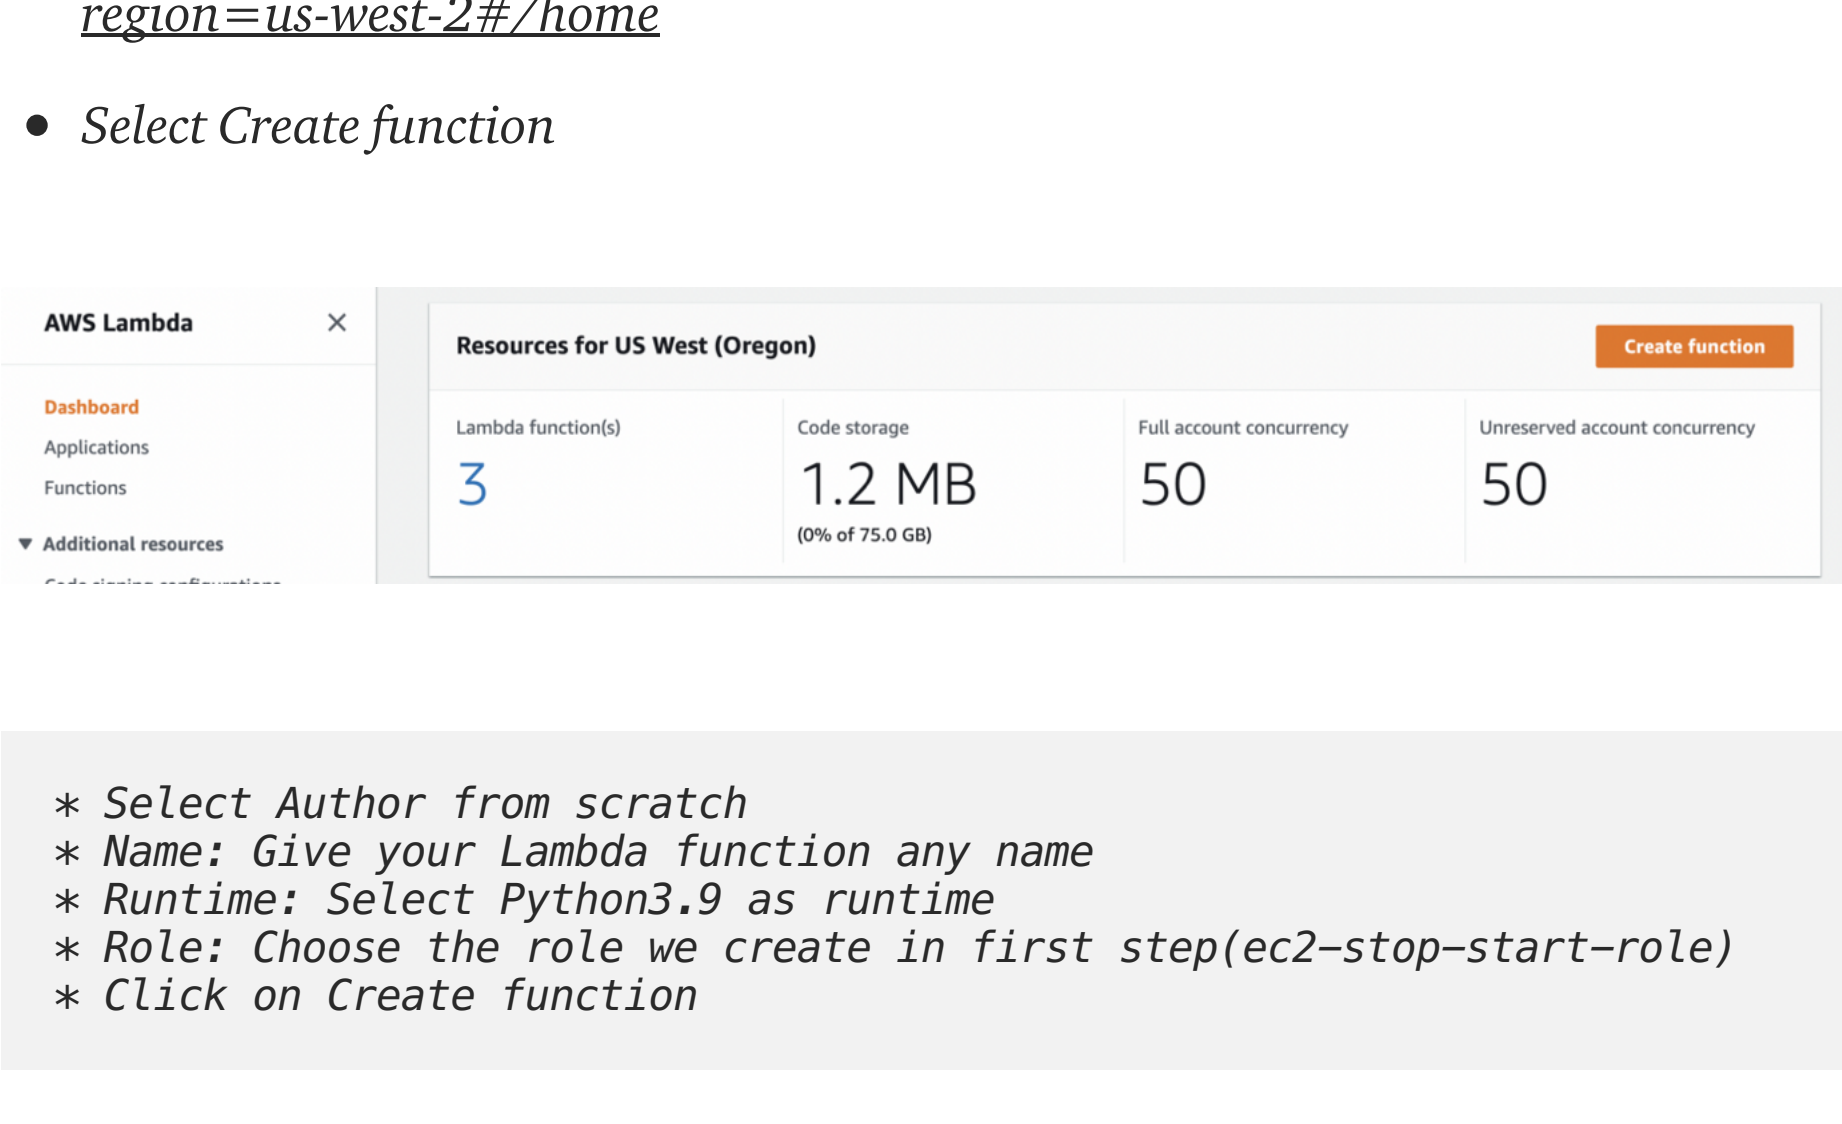 region=us-west-2#/home
• Select Create function
AWS Lambda ✕
Resources for US West (Oregon)
Create function
Dashboard
Applications
Functions
▼ Additional resources
Code signing configurations
Lambda function(s)
3
Code storage
1.2 MB
(0% of 75.0 GB)
Full account concurrency
50
Unreserved account concurrency
50
* Select Author from scratch
* Name: Give your Lambda function any name
* Runtime: Select Python3.9 as runtime
* Role: Choose the role we create in first step(ec2-stop-start-role)
* Click on Create function